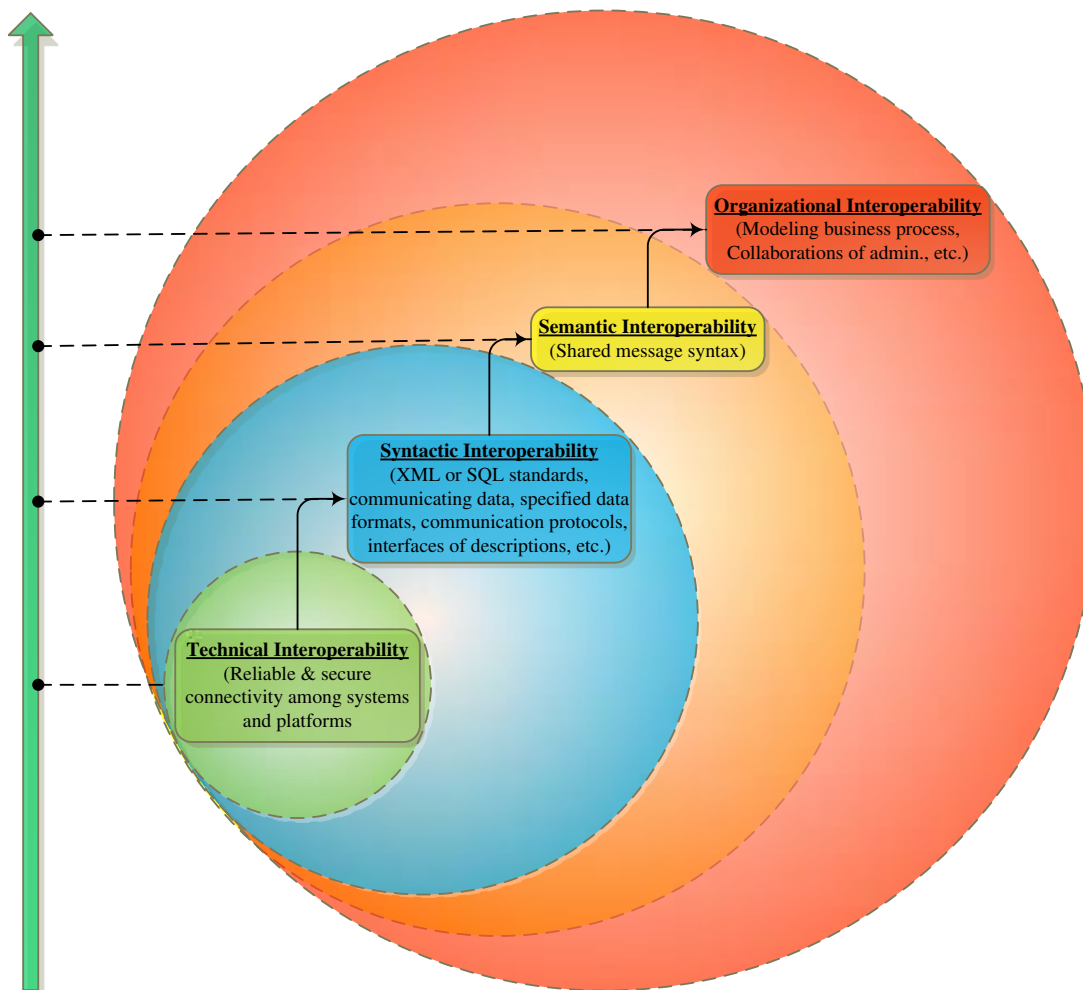 Organizational Interoperability
(Modeling business process,
Collaborations of admin., etc.)
Semantic Interoperability
(Shared message syntax)
Syntactic Interoperability
(XML or SQL standards,
communicating data, specified data
formats, communication protocols,
interfaces of descriptions, etc.)
Technical Interoperability
(Reliable & secure
connectivity among systems
and platforms